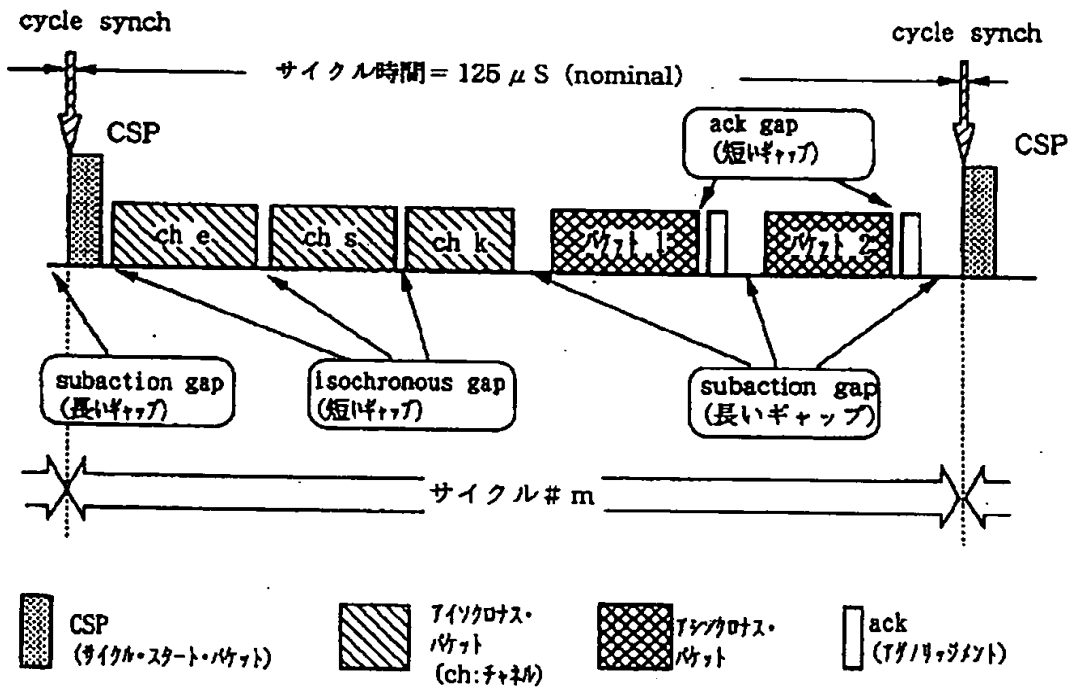 cycle synch
cycle synch
サイクル時間＝125μS (nominal)
CSP
CSP
ack gap
(短いギャップ)
ch e
ch s
ch k
パケット 1
パケット 2
subaction gap
(長いギャップ)
isochronous gap
(短いギャップ)
subaction gap
(長いギャップ)
サイクル＃m
CSP
(サイクル・スタート・パケット)
アイソクロナス・
パケット
(ch:チャネル)
アシンクロナス・
パケット
ack
(アグノリッジメント)